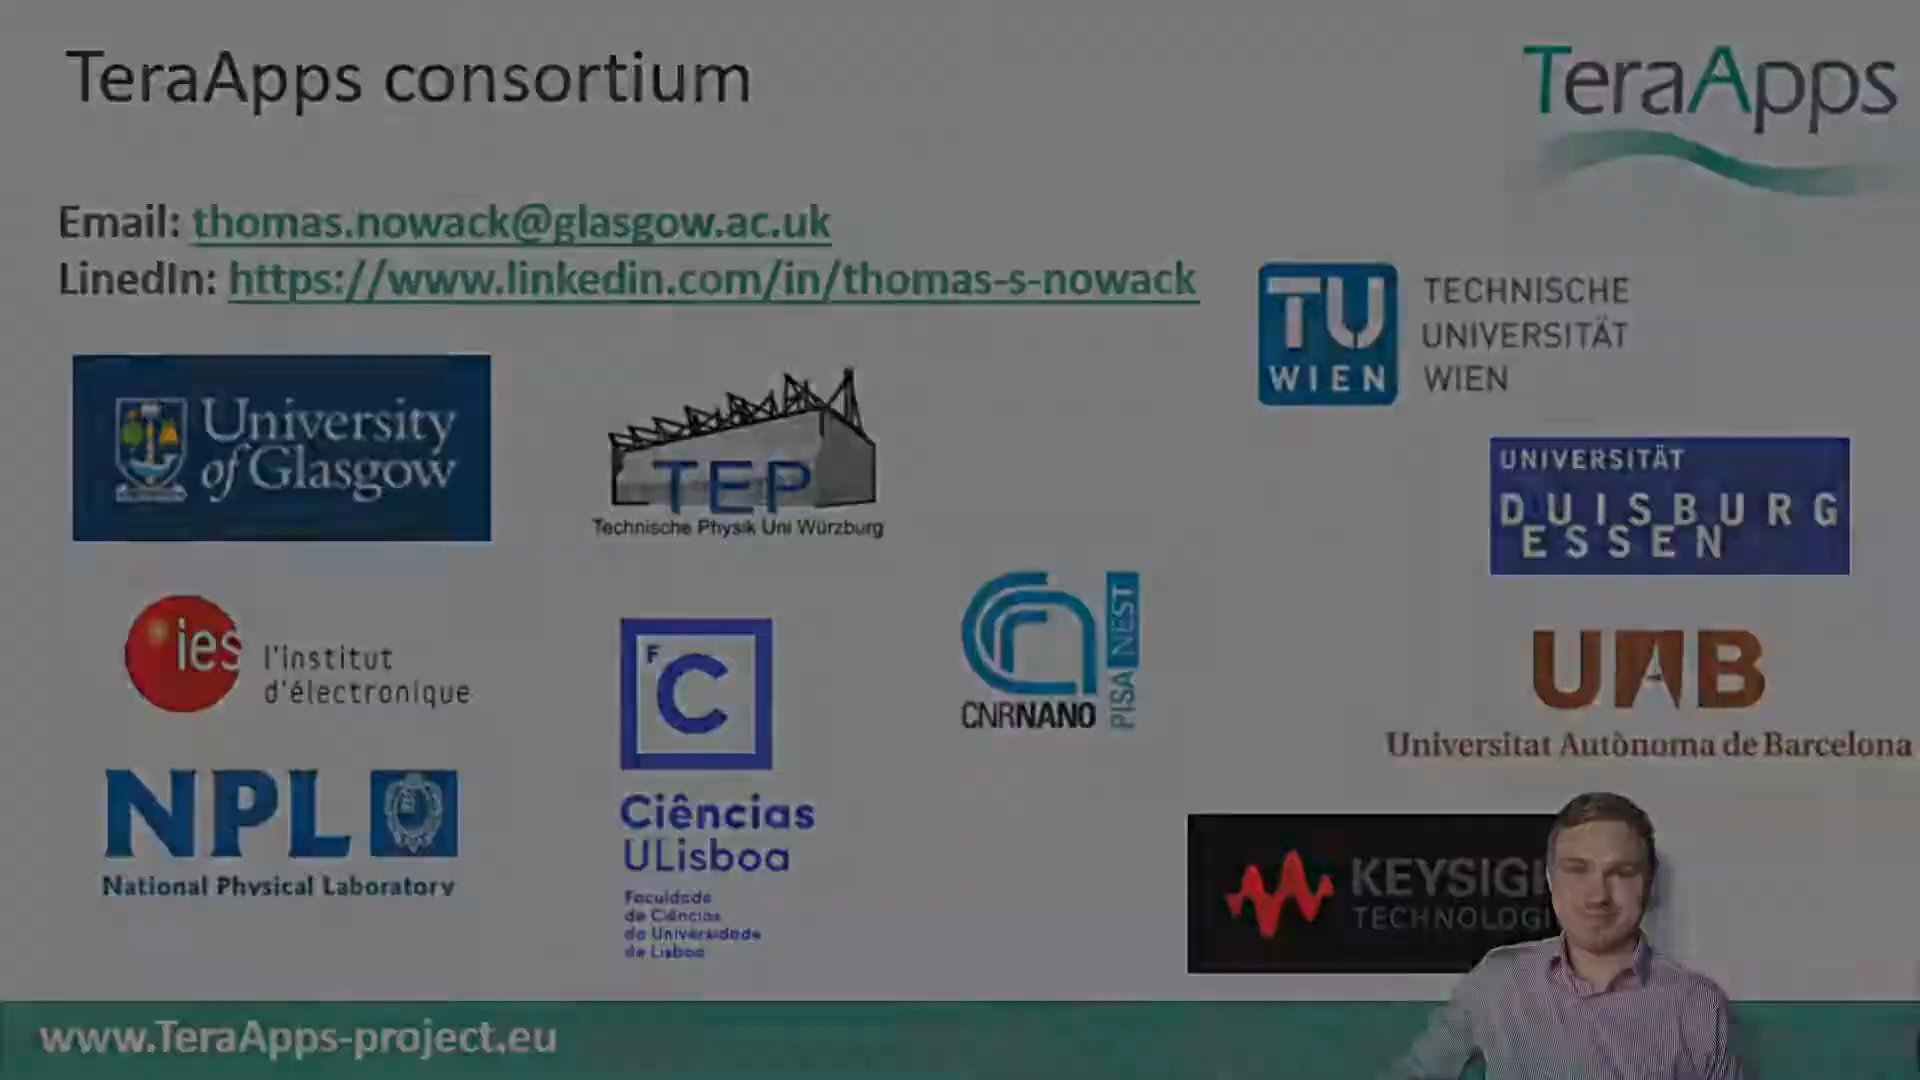 TeraApps consortium
TeraApps
Email: thomas.nowack@glasgow.ac.uk
LinedIn: https://www.linkedin.com/in/thomas-s-nowack
TU
WIEN
TECHNISCHE
UNIVERSITÄT
WIEN
University
of Glasgow
TEP
Technische Physik Uni Würzburg
UNIVERSITÄT
DUISBURG
ESSEN
ies
l'institut
d'électronique
F
C
Ciências
ULisboa
Faculdade
de Ciências
da Universidade
de Lisboa
CNRNANO
PISA NEST
UAB
Universitat Autònoma de Barcelona
NPL
National Physical Laboratory
KEYSIG
TECHNOLOGI
www.TeraApps-project.eu